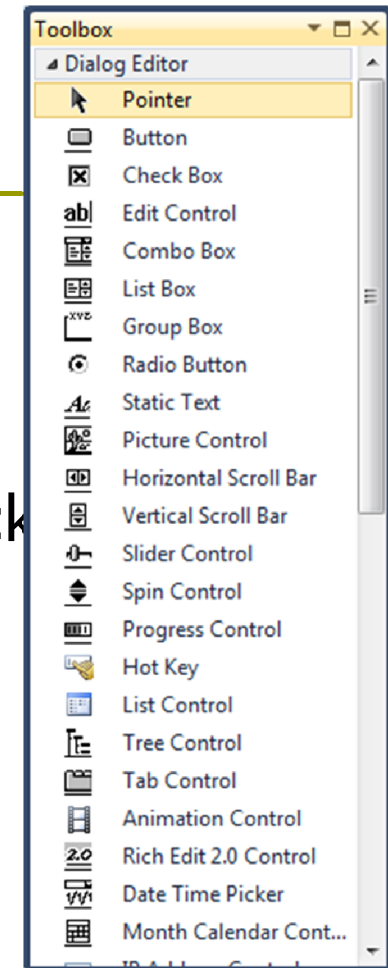 Toolbox
Dialog Editor
Pointer
Button
Check Box
Edit Control
Combo Box
List Box
Group Box
Radio Button
Static Text
Picture Control
Horizontal Scroll Bar
Vertical Scroll Bar
Slider Control
Spin Control
Progress Control
Hot Key
List Control
Tree Control
Tab Control
Animation Control
Rich Edit 2.0 Control
Date Time Picker
Month Calendar Cont...